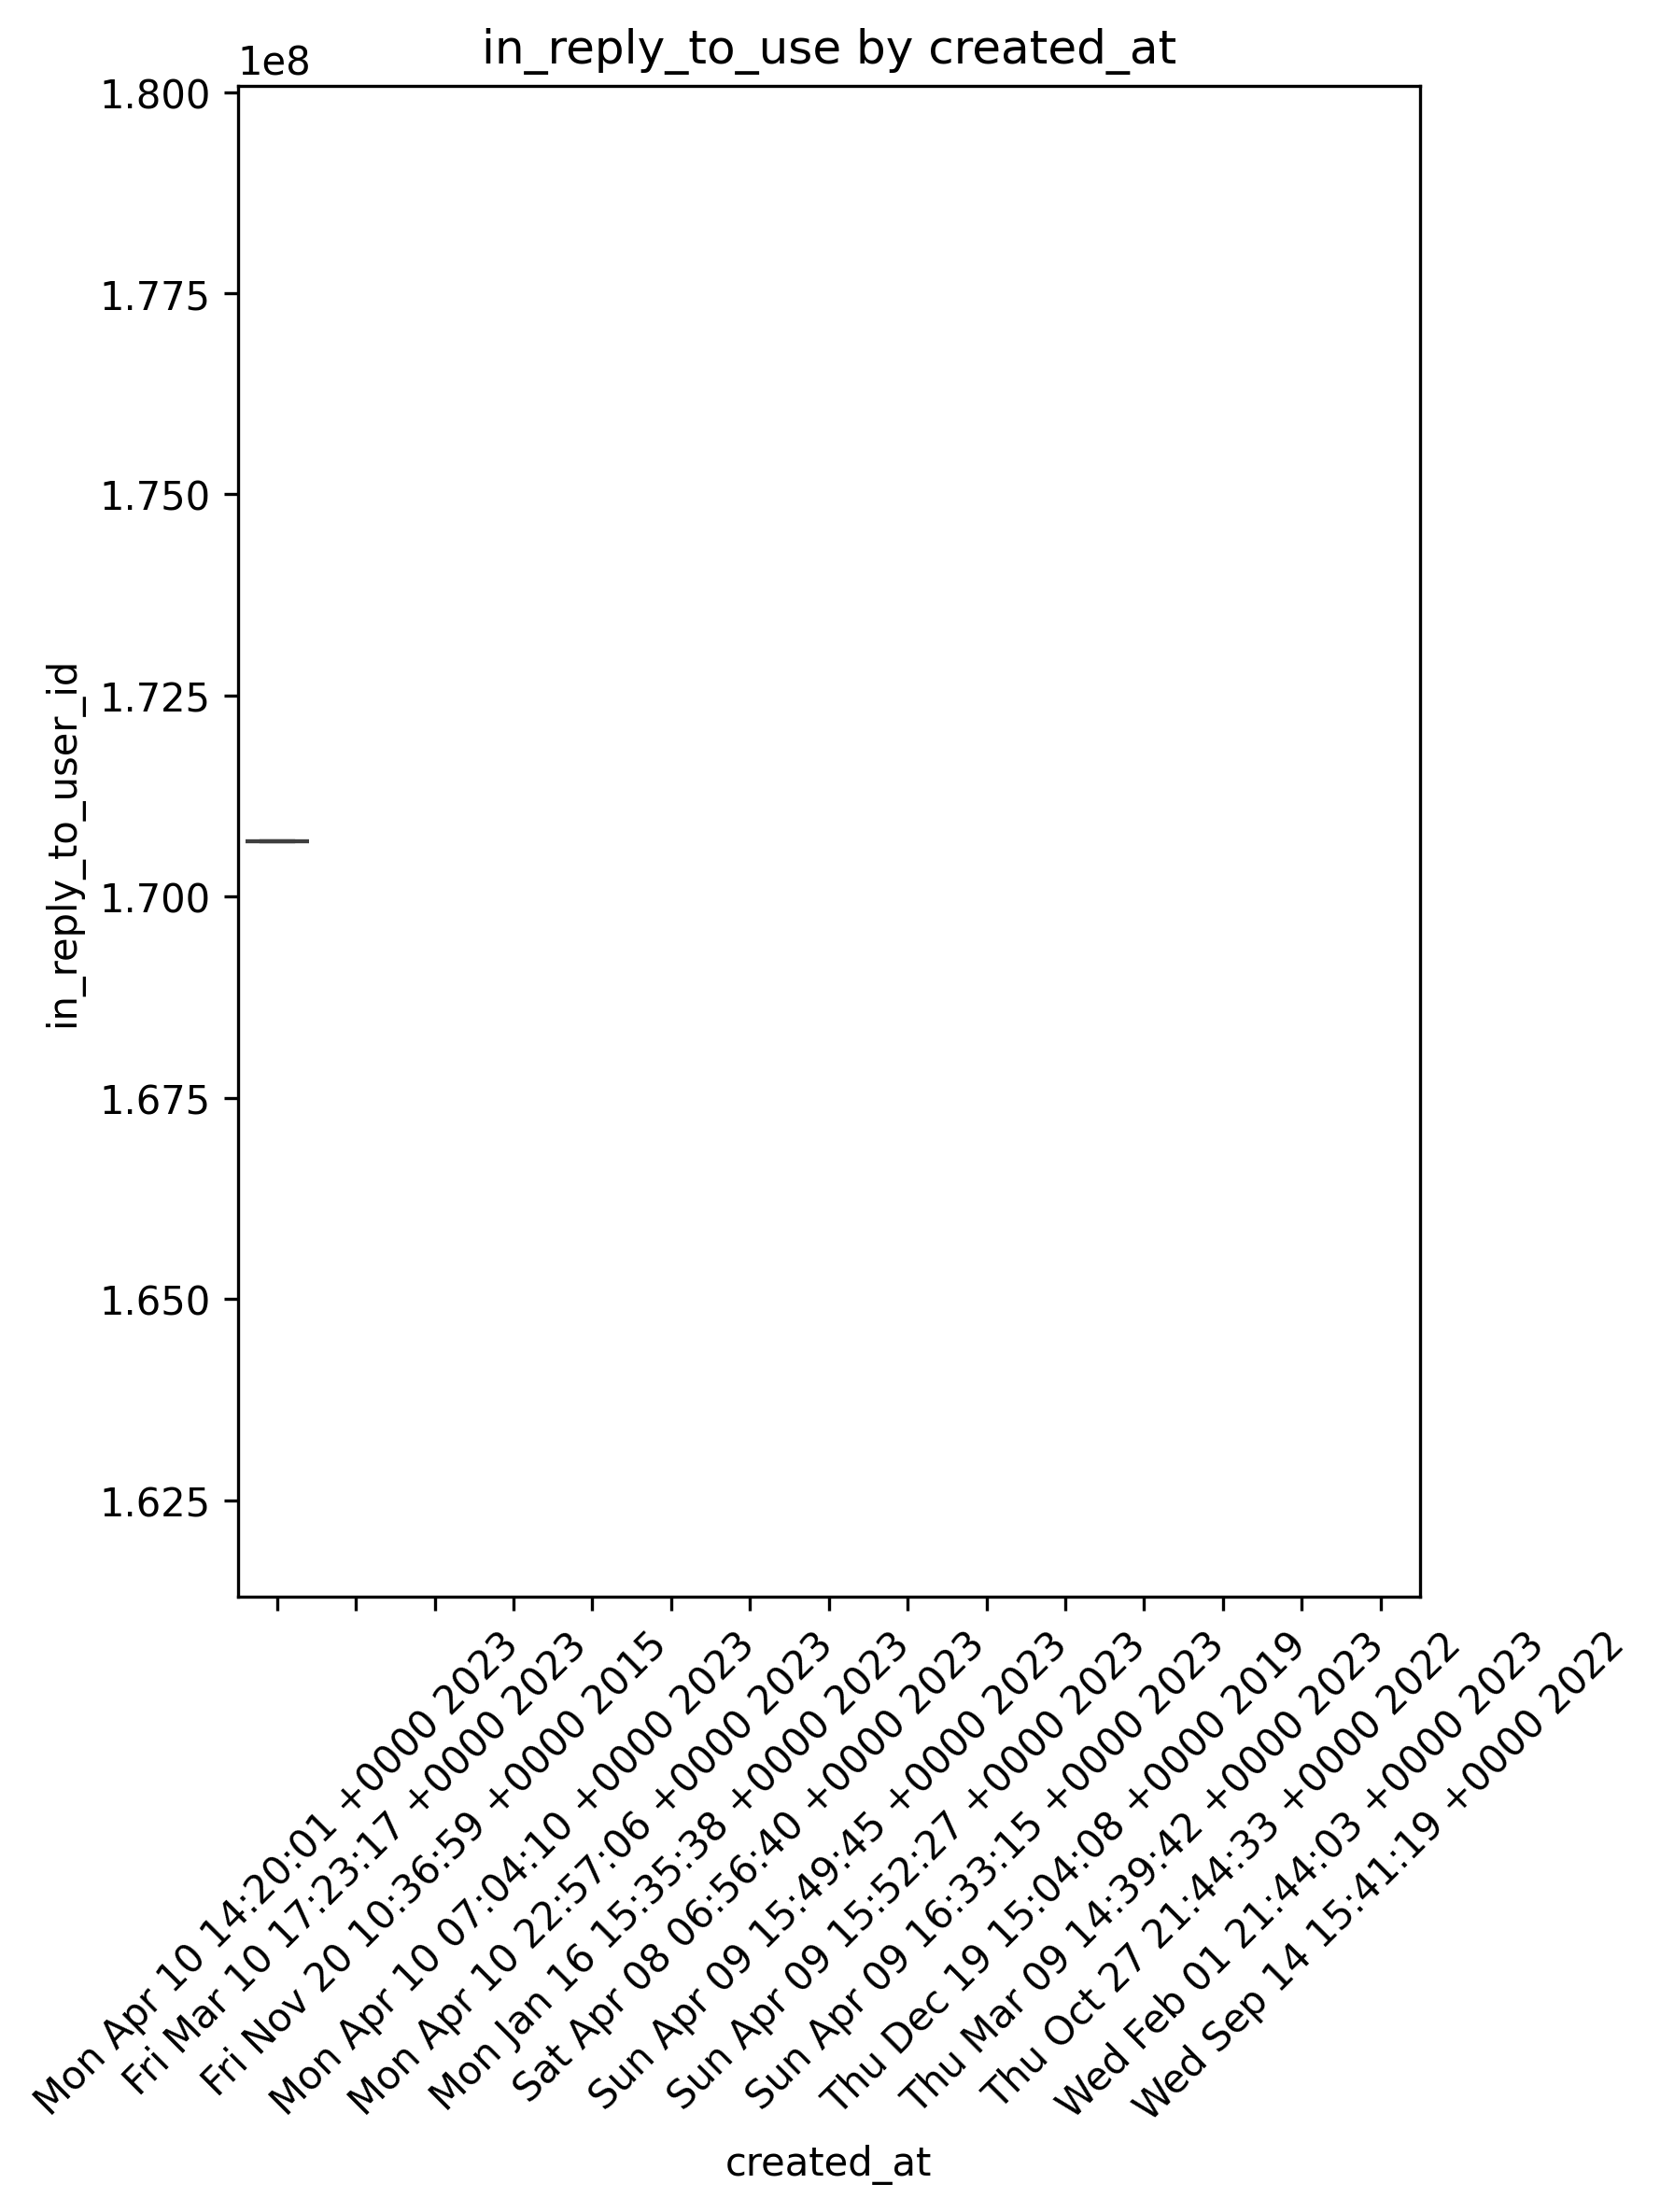 in_reply_to_use by created_at
1e8
1.800
1.775
1.750
1.725
1.700
1.675
1.650
1.625
in_reply_to_user_id
Mon Apr 10 14:20:01 +0000 2023
Fri Mar 10 17:23:17 +0000 2023
Fri Nov 20 10:36:59 +0000 2015
Mon Apr 10 07:04:10 +0000 2023
Mon Apr 10 22:57:06 +0000 2023
Mon Jan 16 15:35:38 +0000 2023
Sat Apr 08 06:56:40 +0000 2023
Sun Apr 09 15:49:45 +0000 2023
Sun Apr 09 15:52:27 +0000 2023
Sun Apr 09 16:33:15 +0000 2023
Thu Dec 19 15:04:08 +0000 2019
Thu Mar 09 14:39:42 +0000 2023
Thu Oct 27 21:44:33 +0000 2022
Wed Feb 01 21:44:03 +0000 2023
Wed Sep 14 15:41:19 +0000 2022
created_at